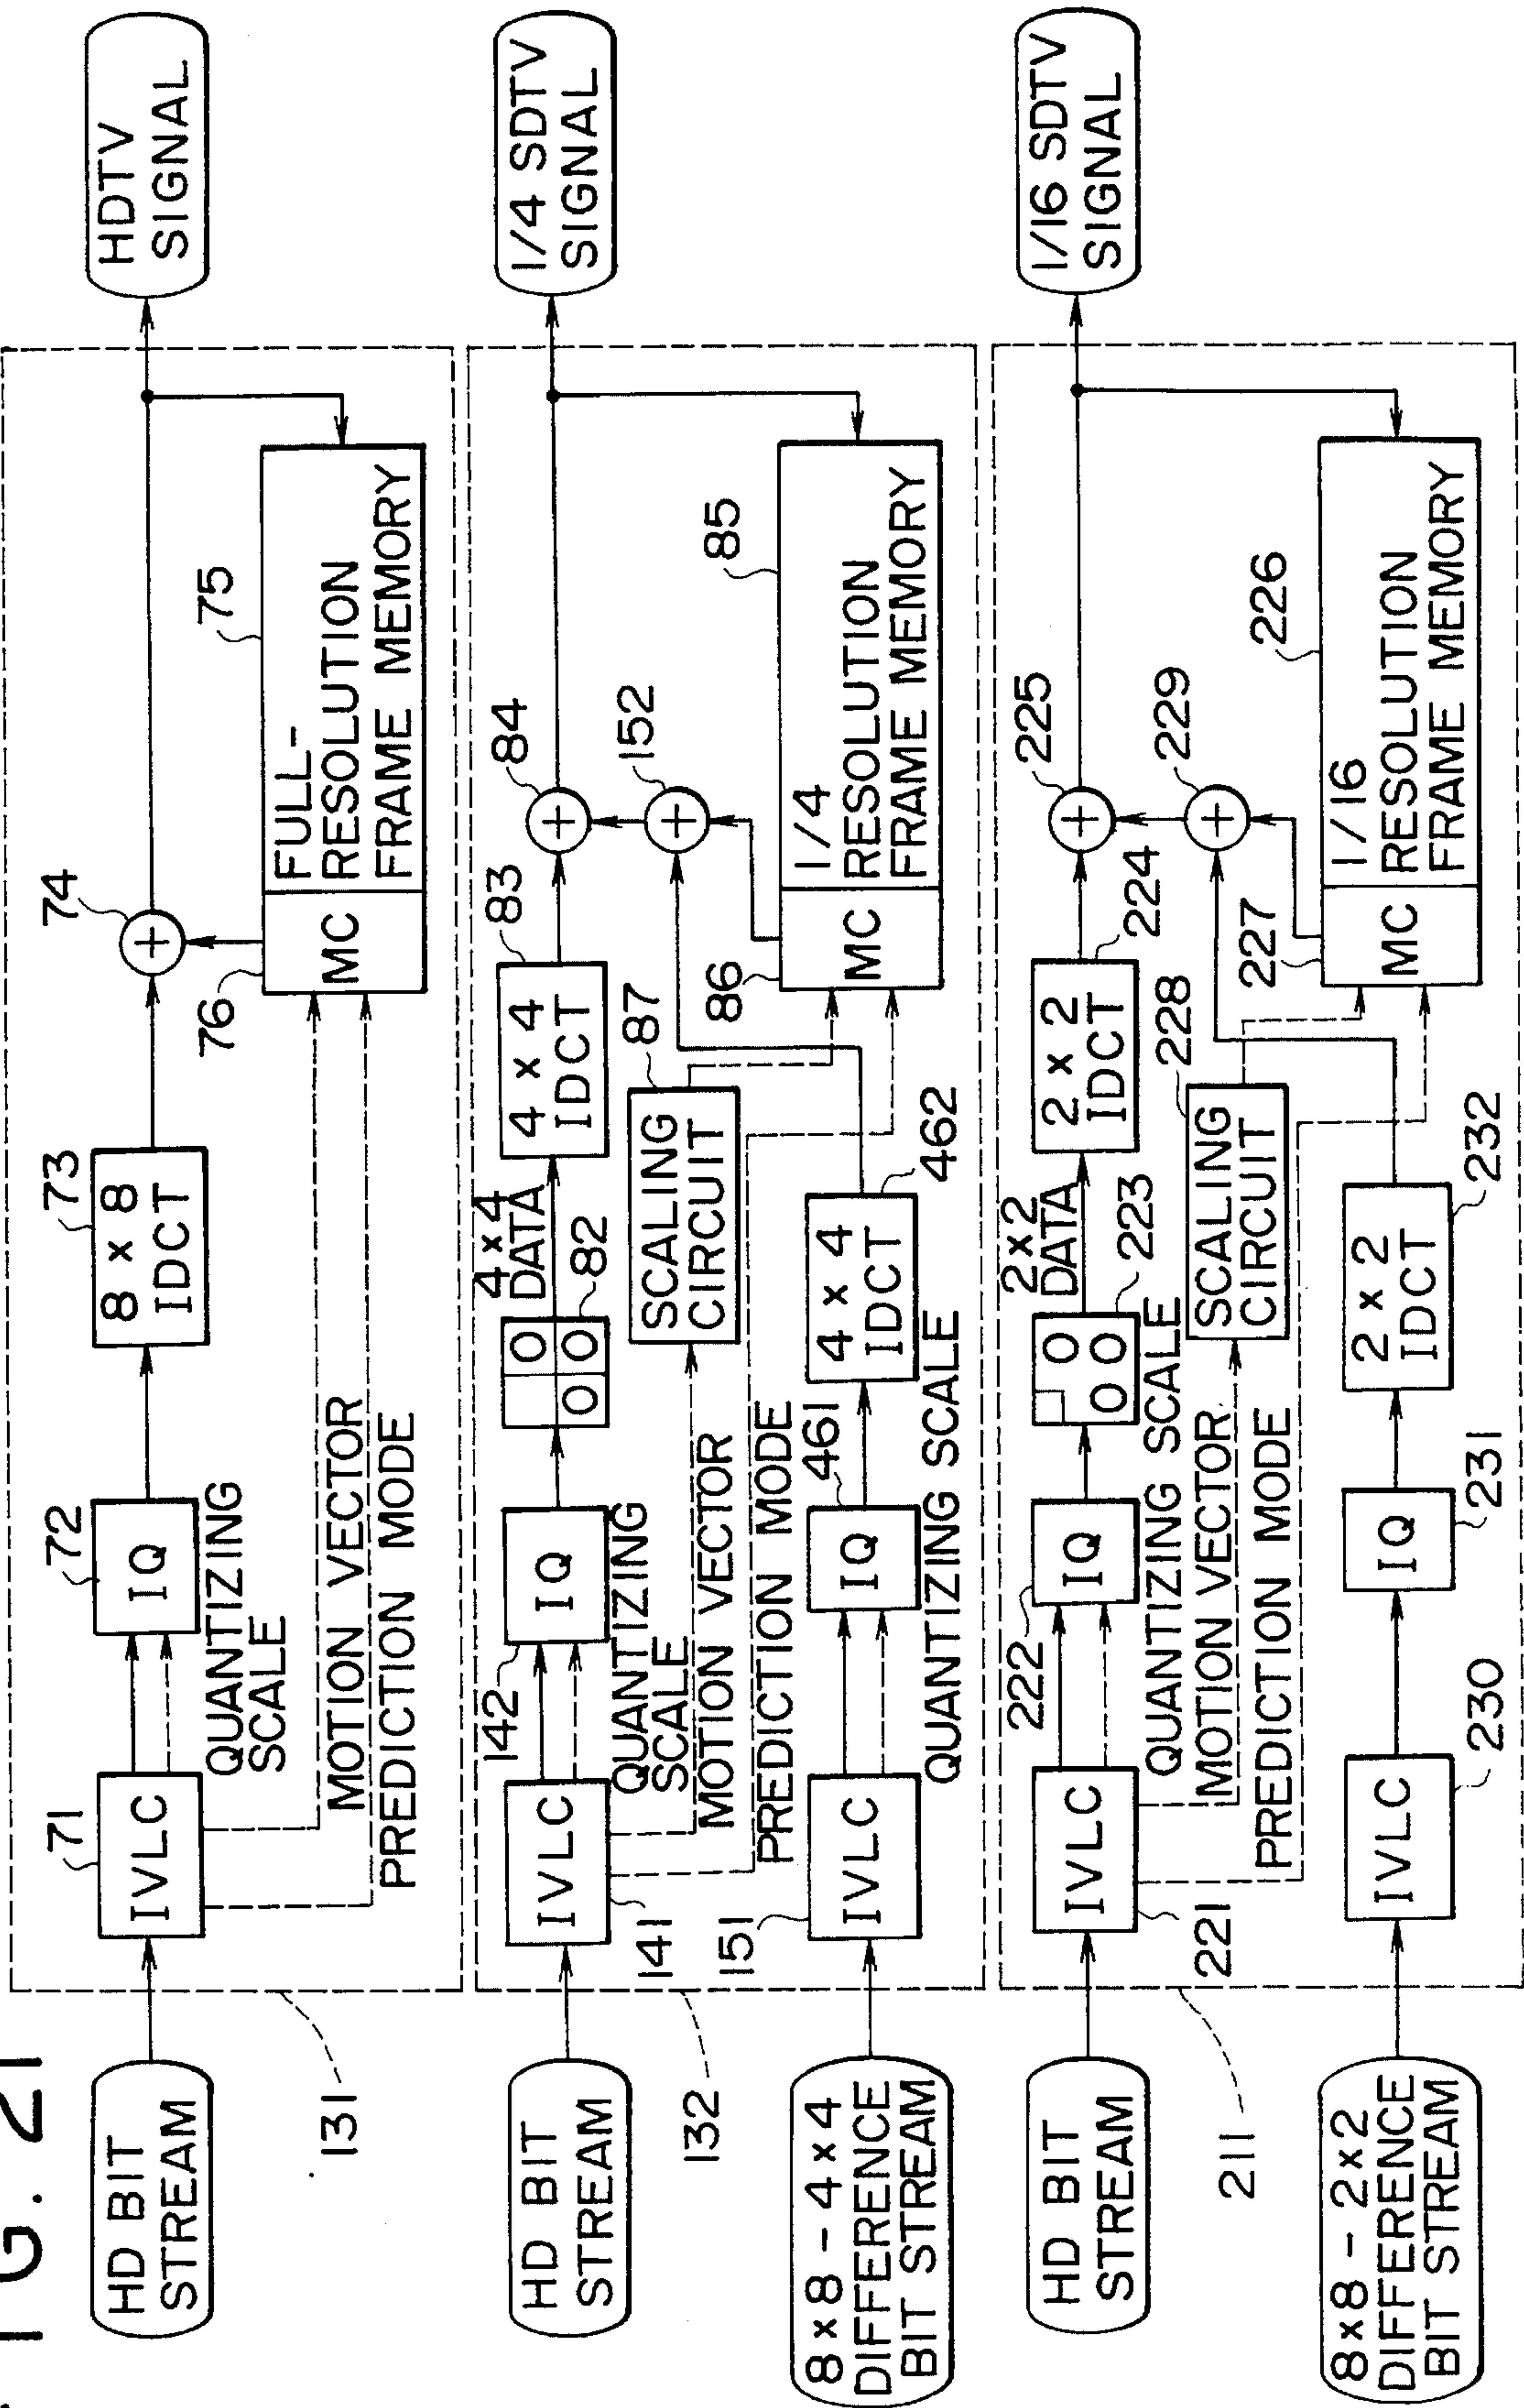 FIG. 21
HD BIT
STREAM
131
71
IVLC
72
IQ
QUANTIZING
SCALE
MOTION VECTOR
PREDICTION MODE
73
8 × 8
IDCT
74
+
76
MC
75
FULL-
RESOLUTION
FRAME MEMORY
HDTV
SIGNAL
HD BIT
STREAM
132
8 × 8 - 4 × 4
DIFFERENCE
BIT STREAM
141
IVLC
142
IQ
QUANTIZING
SCALE
MOTION VECTOR
PREDICTION MODE
151
IVLC
461
IQ
QUANTIZING SCALE
4 × 4
DATA
0
0 0
82
83
4 × 4
IDCT
SCALING
CIRCUIT
87
4 × 4
IDCT
462
84
+
152
+
86
MC
85
1/4
RESOLUTION
FRAME MEMORY
1/4 SDTV
SIGNAL
HD BIT
STREAM
211
8×8 - 2×2
DIFFERENCE
BIT STREAM
221
IVLC
222
IQ
QUANTIZING SCALE
MOTION VECTOR
PREDICTION MODE
IVLC
230
IQ
231
2×2
DATA
0
0 0
223
2 × 2
IDCT
224
SCALING
CIRCUIT
228
2 × 2
IDCT
232
225
+
229
+
227
MC
226
1/16
RESOLUTION
FRAME MEMORY
1/16 SDTV
SIGNAL